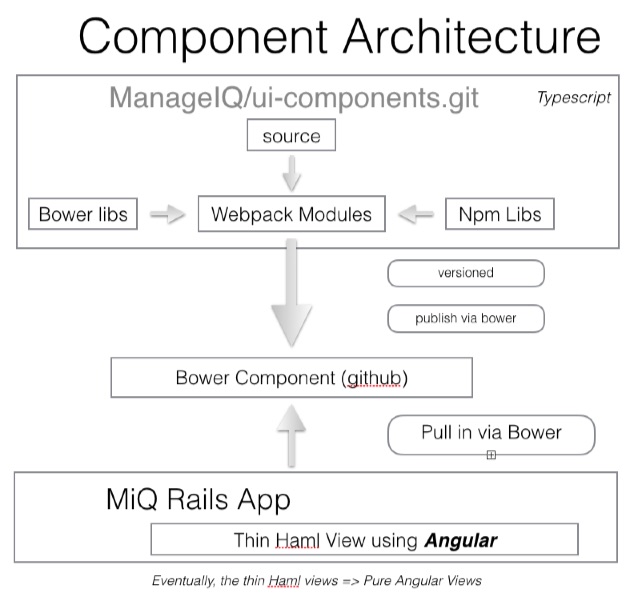 Component Architecture
ManageIQ/ui-components.git
Typescript
source
Bower libs
Webpack Modules
Npm Libs
versioned
publish via bower
Bower Component (github)
Pull in via Bower
MiQ Rails App
Thin Haml View using Angular
Eventually, the thin Haml views => Pure Angular Views